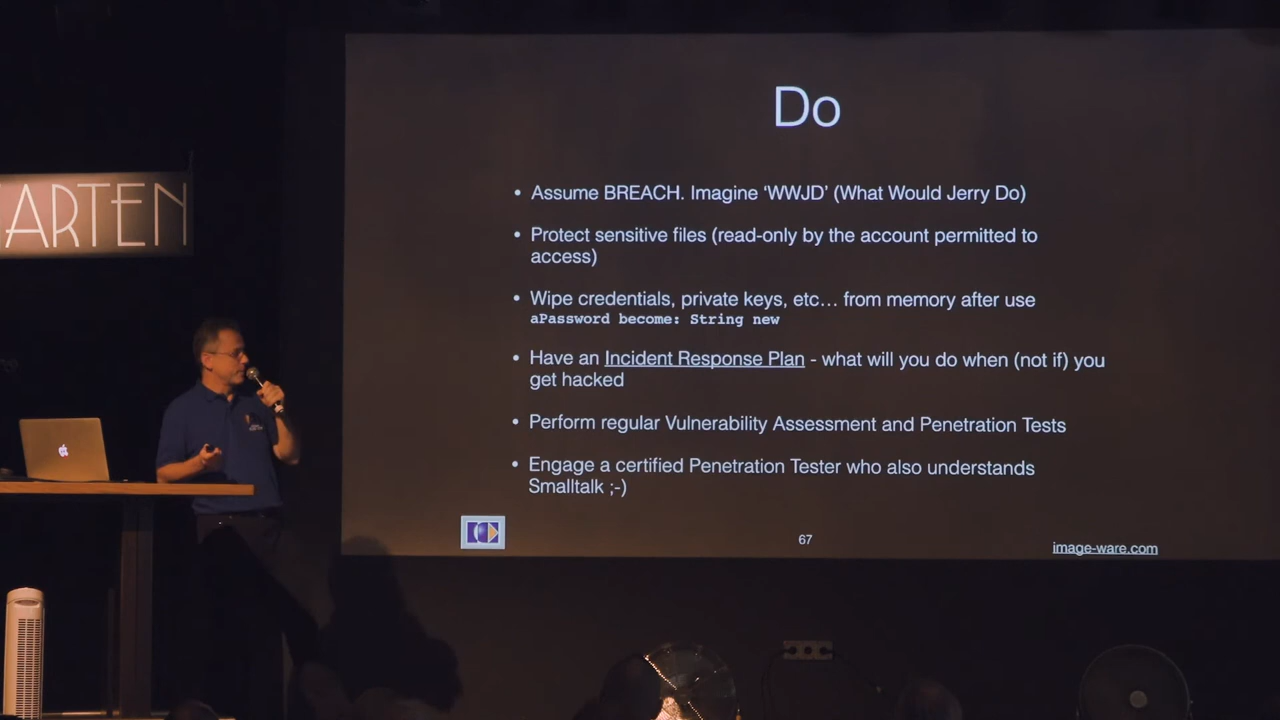 ARTEN
Do
• Assume BREACH. Imagine ‘WWJD’ (What Would Jerry Do)
• Protect sensitive files (read-only by the account permitted to
access)
• Wipe credentials, private keys, etc… from memory after use
aPassword become: String new
• Have an Incident Response Plan - what will you do when (not if) you
get hacked
• Perform regular Vulnerability Assessment and Penetration Tests
• Engage a certified Penetration Tester who also understands
Smalltalk ;-)
67
image-ware.com